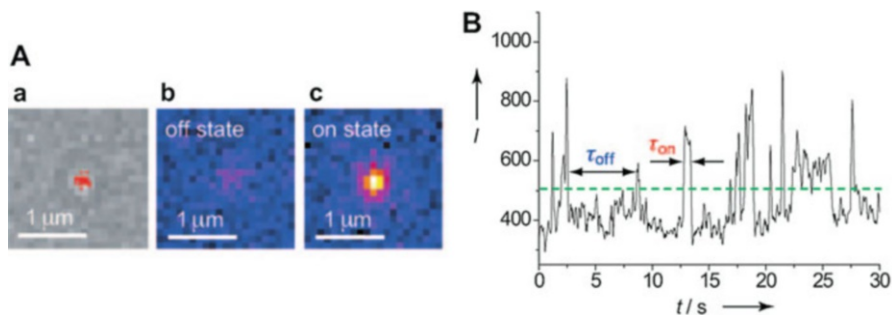 A
a
b
c
off state
on state
1 μm
1 μm
1 μm
B
1000
800
600
400
I
τoff
τon
0
5
10
15
20
25
30
t / s